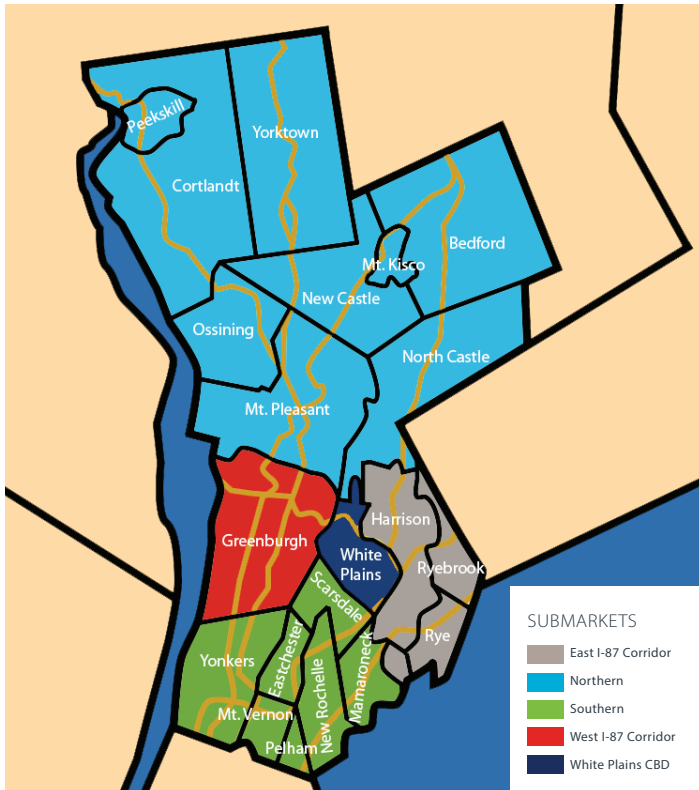 Peekskill
Yorktown
Cortlandt
Bedford
Mt. Kisco
New Castle
Ossining
North Castle
Mt. Pleasant
Harrison
Greenburgh
White
Plains
Ryebrook
Scarsdale
Rye
Yonkers
Eastchester
New Rochelle
Mamaroneck
Mt. Vernon
Pelham
SUBMARKETS
East I-87 Corridor
Northern
Southern
West I-87 Corridor
White Plains CBD